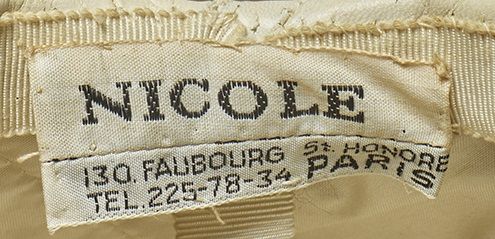 NICOLE
130. FAUBOURG St. HONORE
TEL. 225-78-34 PARIS